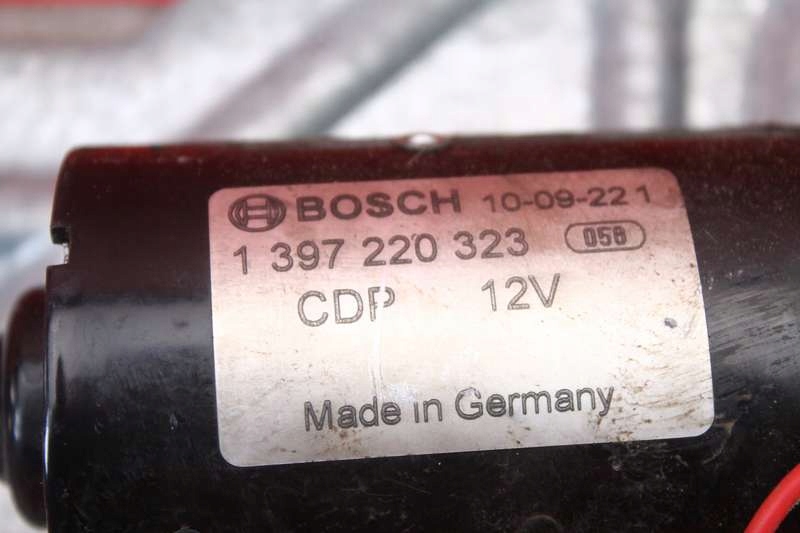 BOSCH 10-09-22 1
1 397 220 323 058
CDP 12V
Made in Germany